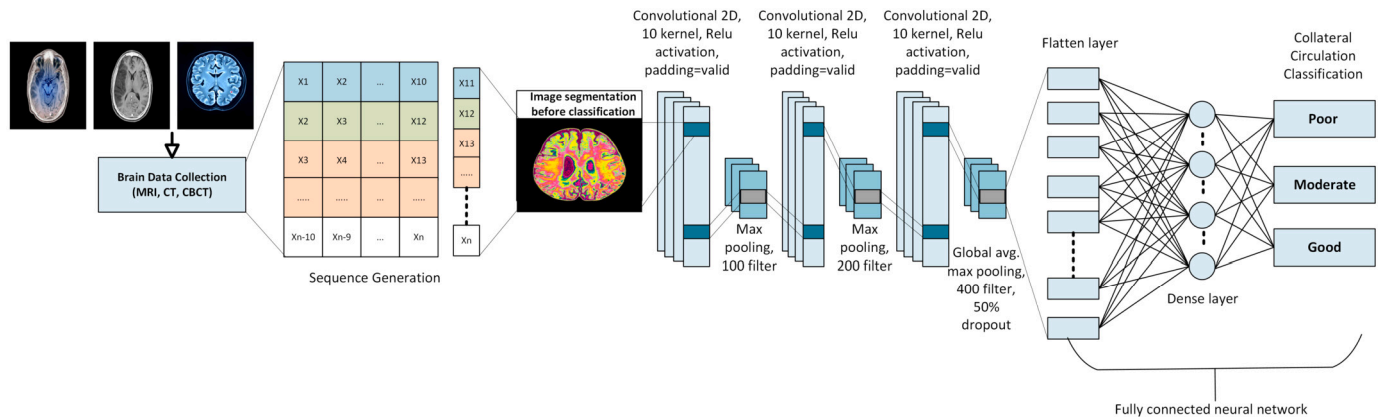 Brain Data Collection
(MRI, CT, CBCT)
X1 X2 ... X10
X2 X3 ... X12
X3 X4 ... X13
..... ..... ... .....
Xn-10 Xn-9 ... Xn
Sequence Generation
X11
X12
X13
.....
Xn
Image segmentation
before classification
Convolutional 2D,
10 kernel, Relu
activation,
padding=valid
Max
pooling,
100 filter
Convolutional 2D,
10 kernel, Relu
activation,
padding=valid
Max
pooling,
200 filter
Convolutional 2D,
10 kernel, Relu
activation,
padding=valid
Global avg.
max pooling,
400 filter,
50%
dropout
Flatten layer
Dense layer
Collateral
Circulation
Classification
Poor
Moderate
Good
Fully connected neural network